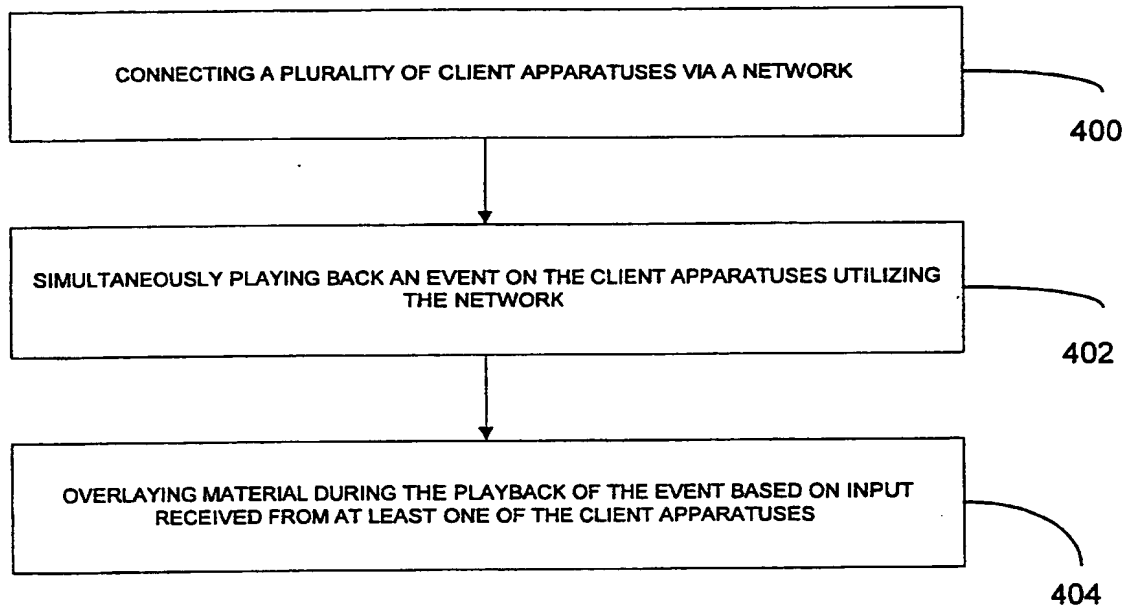 CONNECTING A PLURALITY OF CLIENT APPARATUSES VIA A NETWORK
400
SIMULTANEOUSLY PLAYING BACK AN EVENT ON THE CLIENT APPARATUSES UTILIZING
THE NETWORK
402
OVERLAYING MATERIAL DURING THE PLAYBACK OF THE EVENT BASED ON INPUT
RECEIVED FROM AT LEAST ONE OF THE CLIENT APPARATUSES
404